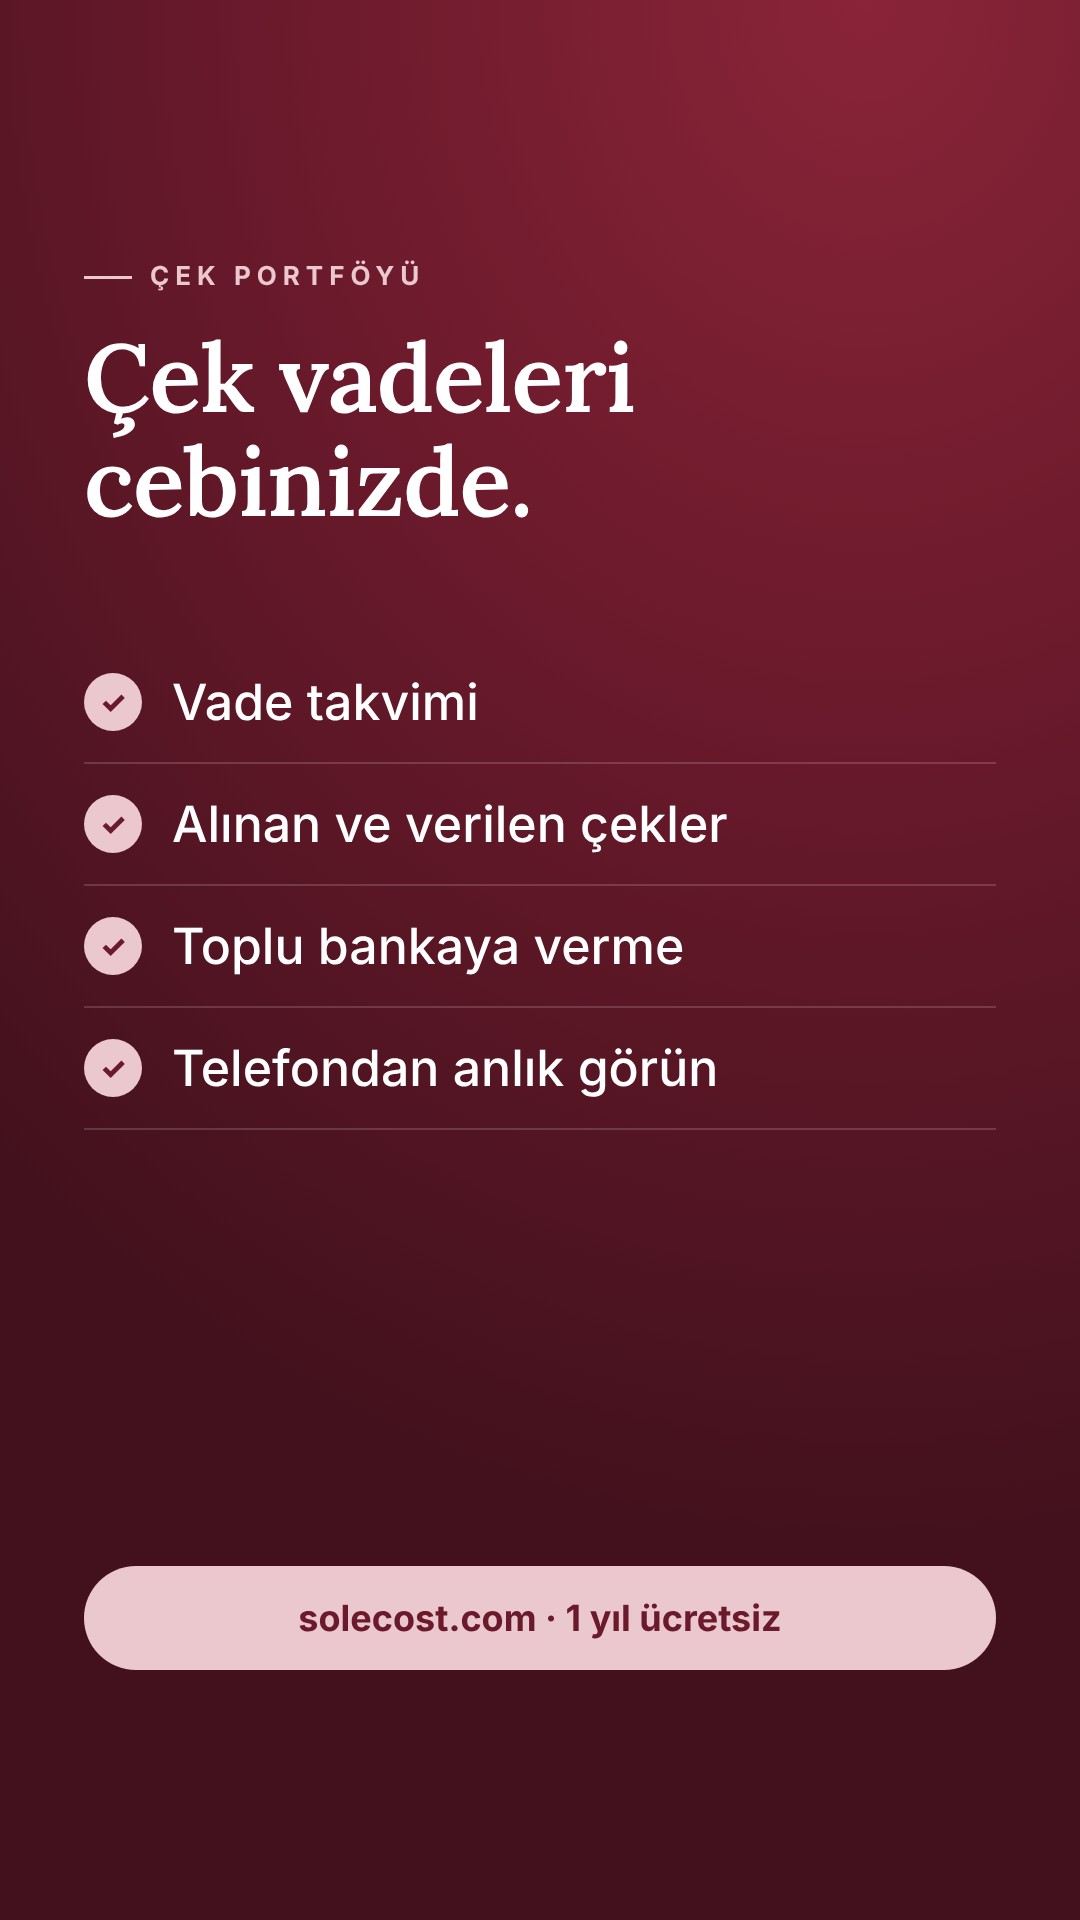 ÇEK PORTFÖYÜ
Çek vadeleri
cebinizde.
Vade takvimi
Alınan ve verilen çekler
Toplu bankaya verme
Telefondan anlık görün
solecost.com · 1 yıl ücretsiz